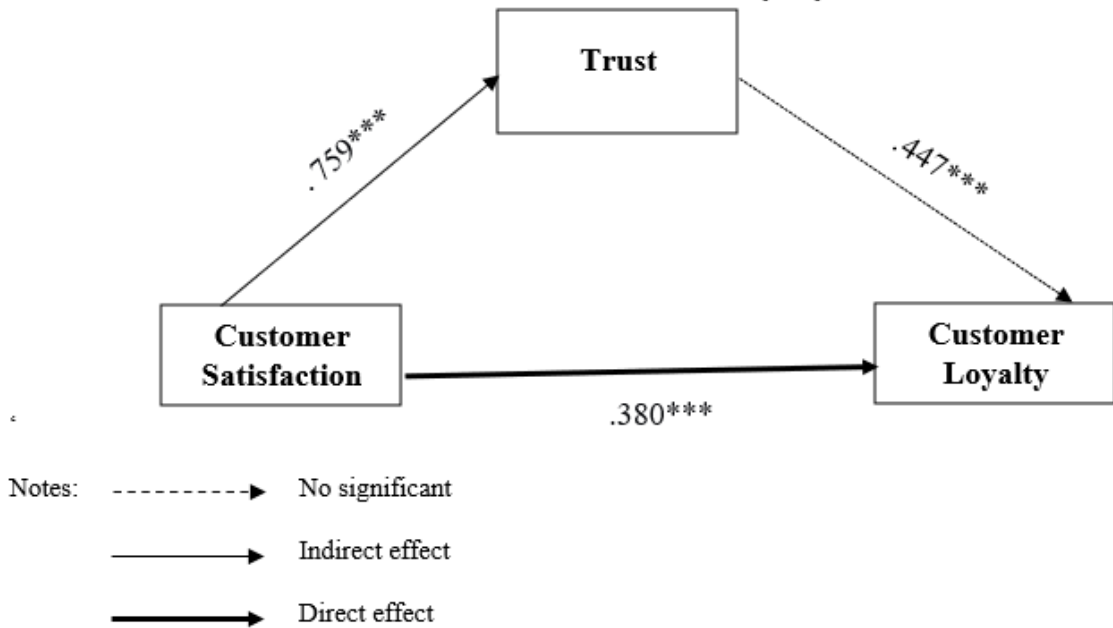 Trust
.759***
.447***
Customer
Satisfaction
Customer
Loyalty
.380***
Notes:
No significant
Indirect effect
Direct effect